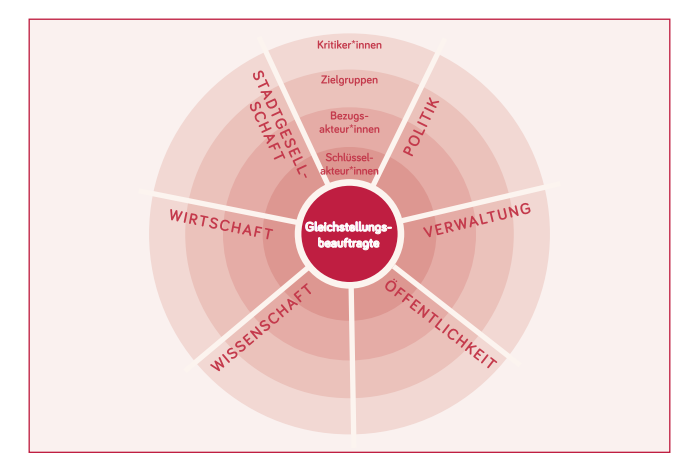 Kritiker*innen
Zielgruppen
Bezugs-
akteur*innen
Schlüssel-
akteur*innen
STADTGESELL-
SCHAFT
POLITIK
WIRTSCHAFT
VERWALTUNG
Gleichstellungs-
beauftragte
WISSENSCHAFT
ÖFFENTLICHKEIT